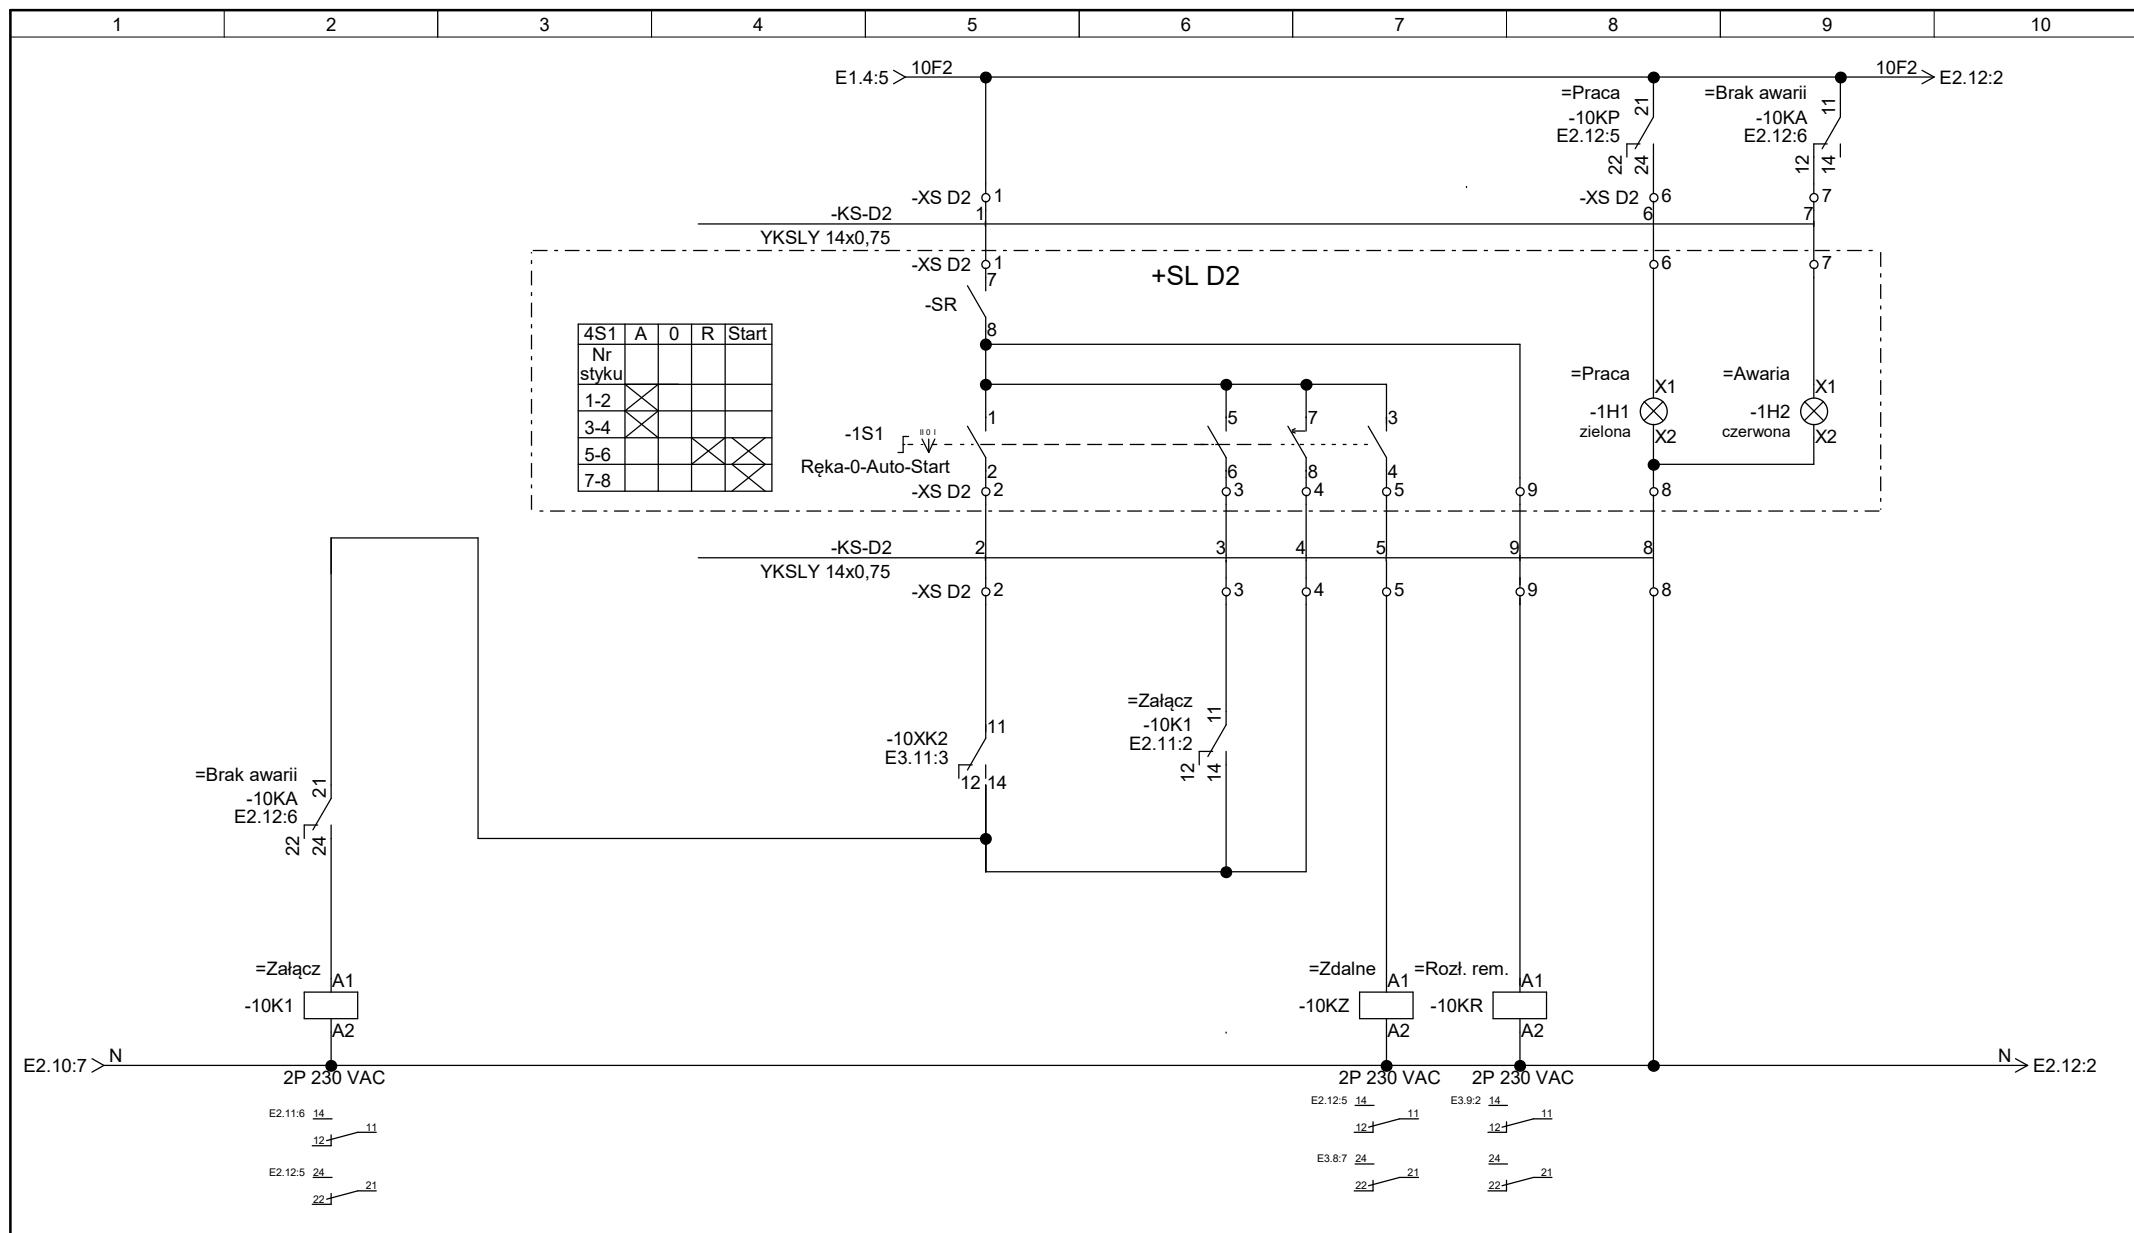 1 2 3 4 5 6 7 8 9 10
E1.4:5 10F2 10F2 E2.12:2
=Praca 21 =Brak awarii 11
-10KP -10KA
E2.12:5 E2.12:6
22 24 12 14
-XS D2 1 -XS D2 6 7
-KS-D2 1 6 7
YKSLY 14x0,75
-XS D2 1 +SL D2 6 7
7
-SR
8
4S1 A 0 R Start
Nr
styku
1-2
3-4
5-6
7-8
=Praca X1 =Awaria X1
-1H1 -1H2
zielona X2 czerwona X2
1 5 7 3
-1S1 II 0 I
Ręka-0-Auto-Start
2 6 8 4
-XS D2 2 3 4 5 9 8
-KS-D2 2 3 4 5 9 8
YKSLY 14x0,75
-XS D2 2 3 4 5 9 8
=Załącz 11
-10K1
E2.11:2
12 14
11
-10XK2
E3.11:3
12 14
=Brak awarii 21
-10KA
E2.12:6
22 24
=Załącz A1 =Zdalne A1 =Rozł. rem. A1
-10K1 -10KZ -10KR
A2 A2 A2
E2.10:7 N N E2.12:2
2P 230 VAC 2P 230 VAC 2P 230 VAC
E2.11:6 14 E2.12:5 14 E3.9:2 14
12 11 12 11 12 11
E2.12:5 24 E3.8:7 24 24
22 21 22 21 22 21